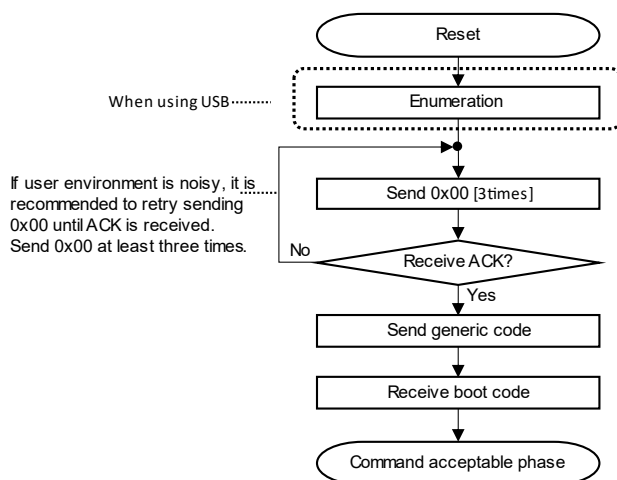 Reset
When using USB
Enumeration
If user environment is noisy, it is
recommended to retry sending
0x00 until ACK is received.
Send 0x00 at least three times.
Send 0x00 [3times]
No
Receive ACK?
Yes
Send generic code
Receive boot code
Command acceptable phase